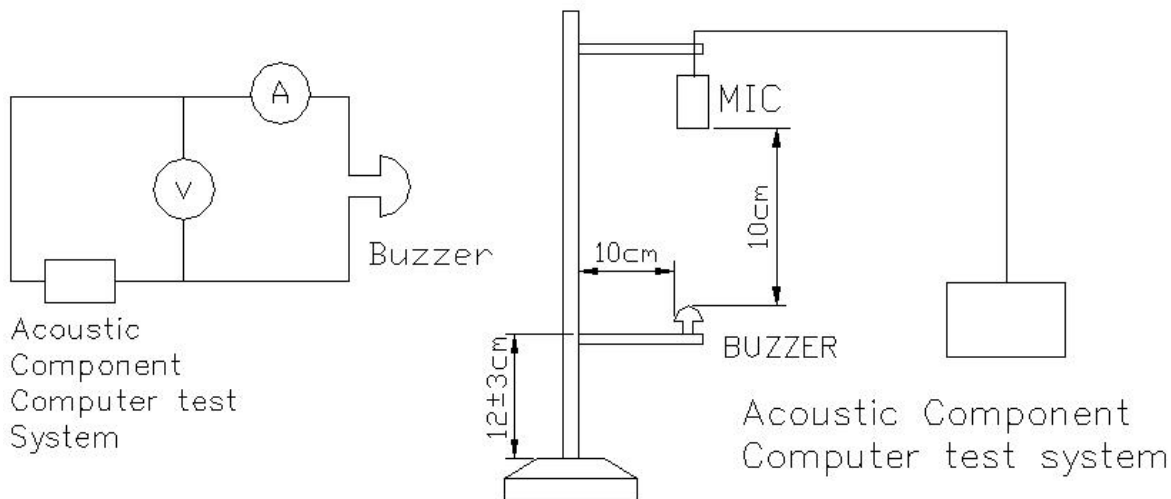 A
V
Buzzer
Acoustic
Component
Computer test
System
MIC
10cm
10cm
BUZZER
12±3cm
Acoustic Component
Computer test system